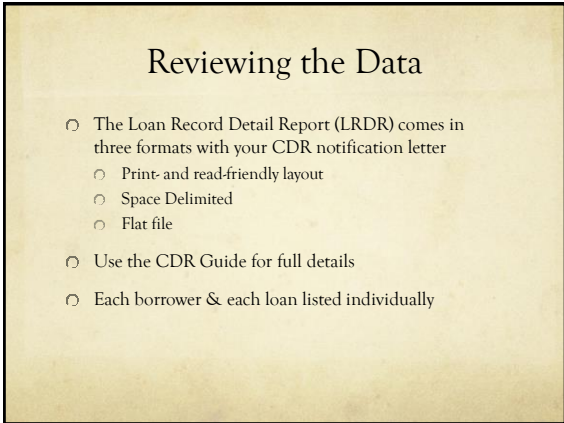 Reviewing the Data
The Loan Record Detail Report (LRDR) comes in
three formats with your CDR notification letter
Print- and read-friendly layout
Space Delimited
Flat file
Use the CDR Guide for full details
Each borrower & each loan listed individually